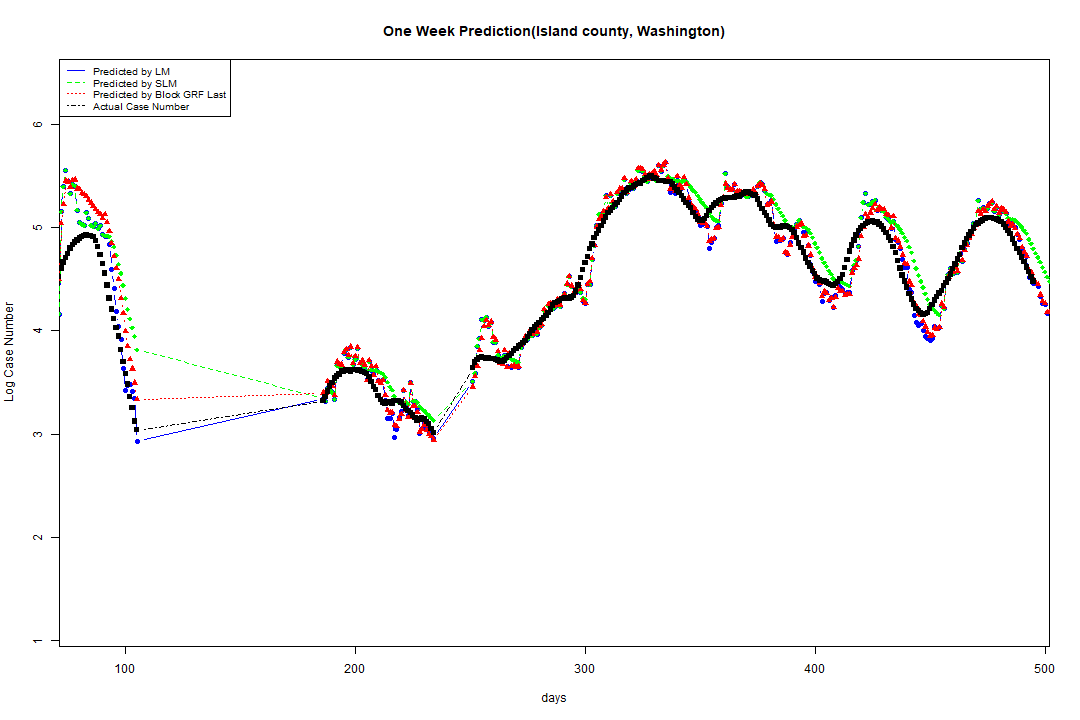 One Week Prediction(Island county, Washington)
Predicted by LM
Predicted by SLM
Predicted by Block GRF Last
Actual Case Number
Log Case Number
6
5
4
3
2
1
100 200 300 400 500
days